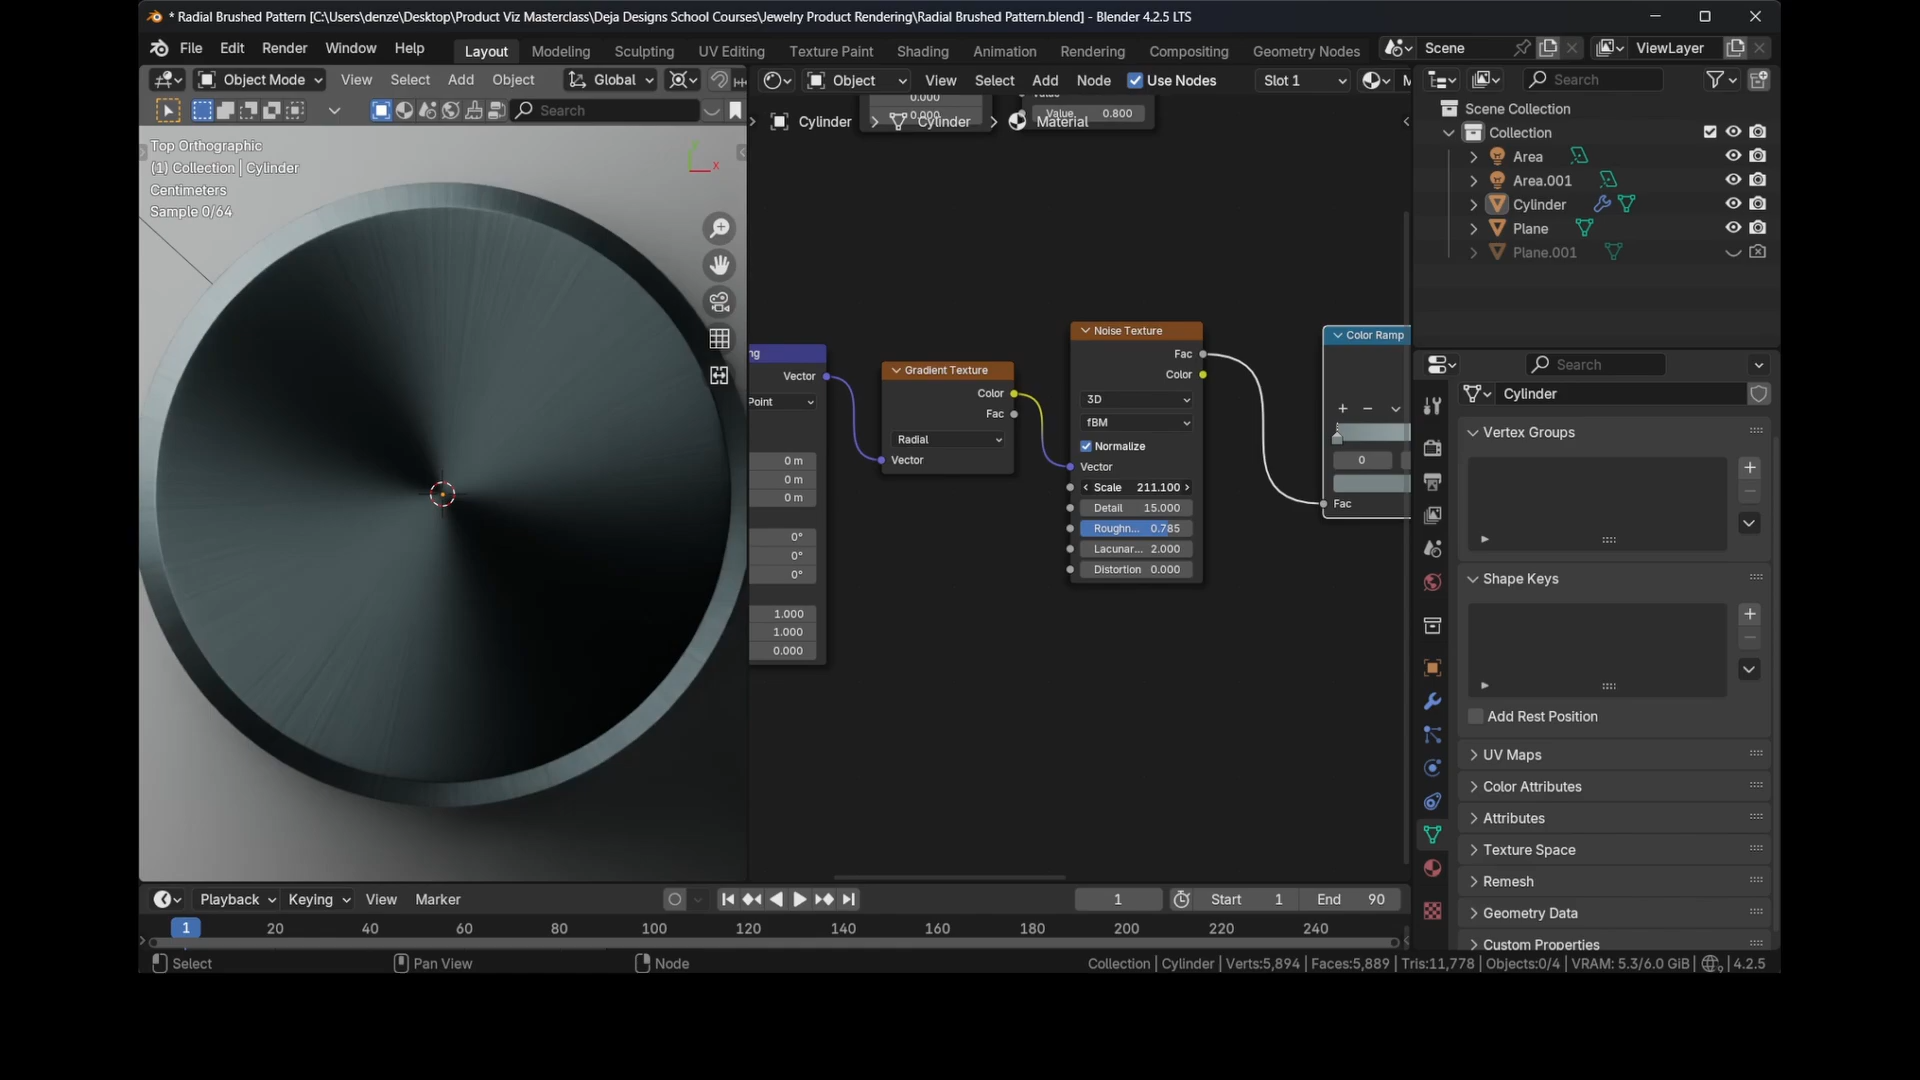 * Radial Brushed Pattern [C:\Users\denze\Desktop\Product Viz Masterclass\Deja Designs School Courses\Jewelry Product Rendering\Radial Brushed Pattern.blend] - Blender 4.2.5 LTS
File Edit Render Window Help Layout Modeling Sculpting UV Editing Texture Paint Shading Animation Rendering Compositing Geometry Nodes Scene ViewLayer
Object Mode View Select Add Object Global Object View Select Add Node Use Nodes Slot 1 M Search
Search
Cylinder > Cylinder > Material
0.000
0.000
Value 0.800
Top Orthographic
(1) Collection | Cylinder
Centimeters
Sample 0/64
X
Scene Collection
Collection
Area
Area.001
Cylinder
Plane
Plane.001
ng
Vector
Point
0 m
0 m
0 m
0°
0°
0°
1.000
1.000
0.000
Gradient Texture
Color
Fac
Radial
Vector
Noise Texture
Fac
Color
3D
fBM
Normalize
Vector
Scale 211.100
Detail 15.000
Roughn... 0.785
Lacunar... 2.000
Distortion 0.000
Color Ramp
0
Fac
Search
Cylinder
Vertex Groups
Shape Keys
Add Rest Position
UV Maps
Color Attributes
Attributes
Texture Space
Remesh
Geometry Data
Custom Properties
Playback Keying View Marker 1 Start 1 End 90
1 20 40 60 80 100 120 140 160 180 200 220 240
Select Pan View Node Collection | Cylinder | Verts:5,894 | Faces:5,889 | Tris:11,778 | Objects:0/4 | VRAM: 5.3/6.0 GiB | 4.2.5